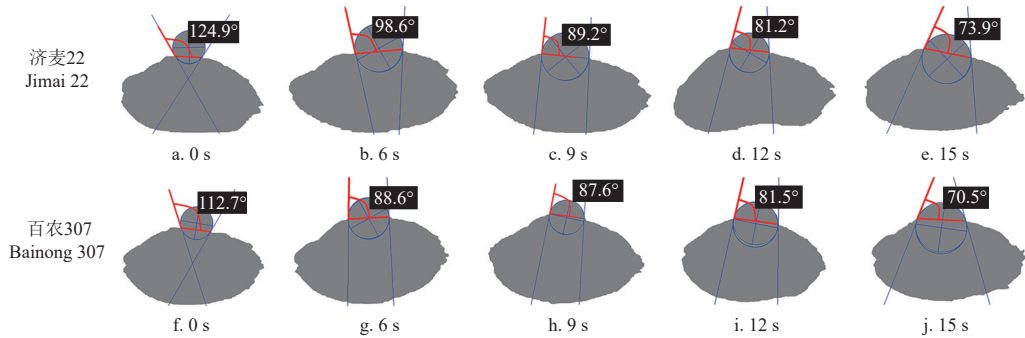 济麦22
Jimai 22
124.9°
98.6°
89.2°
81.2°
73.9°
a. 0 s
b. 6 s
c. 9 s
d. 12 s
e. 15 s
百农307
Bainong 307
112.7°
88.6°
87.6°
81.5°
70.5°
f. 0 s
g. 6 s
h. 9 s
i. 12 s
j. 15 s